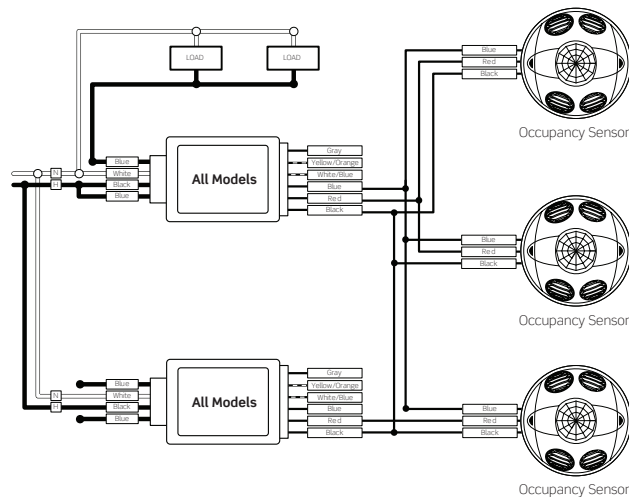 LOAD
LOAD
Blue
Red
Black
Occupancy Sensor
Blue
White
Black
Blue
N
H
All Models
Gray
Yellow/Orange
White/Blue
Blue
Red
Black
Blue
Red
Black
Occupancy Sensor
Blue
White
Black
Blue
N
H
All Models
Gray
Yellow/Orange
White/Blue
Blue
Red
Black
Blue
Red
Black
Occupancy Sensor